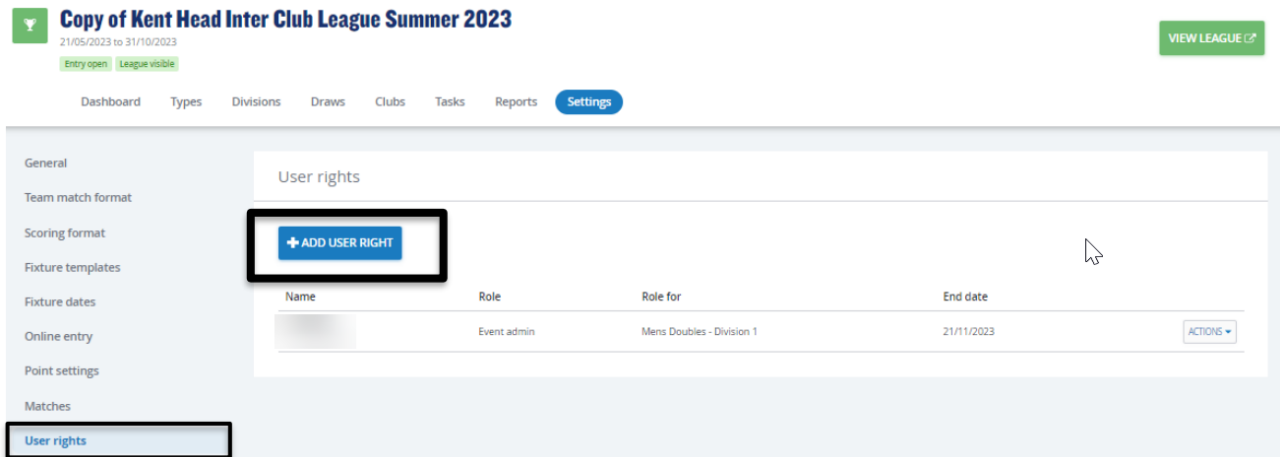 Copy of Kent Head Inter Club League Summer 2023
21/05/2023 to 31/10/2023
Entry open League visible
VIEW LEAGUE
Dashboard Types Divisions Draws Clubs Tasks Reports Settings
General
Team match format
Scoring format
Fixture templates
Fixture dates
Online entry
Point settings
Matches
User rights
User rights
+ ADD USER RIGHT
Name Role Role for End date
Event admin Mens Doubles - Division 1 21/11/2023 ACTIONS